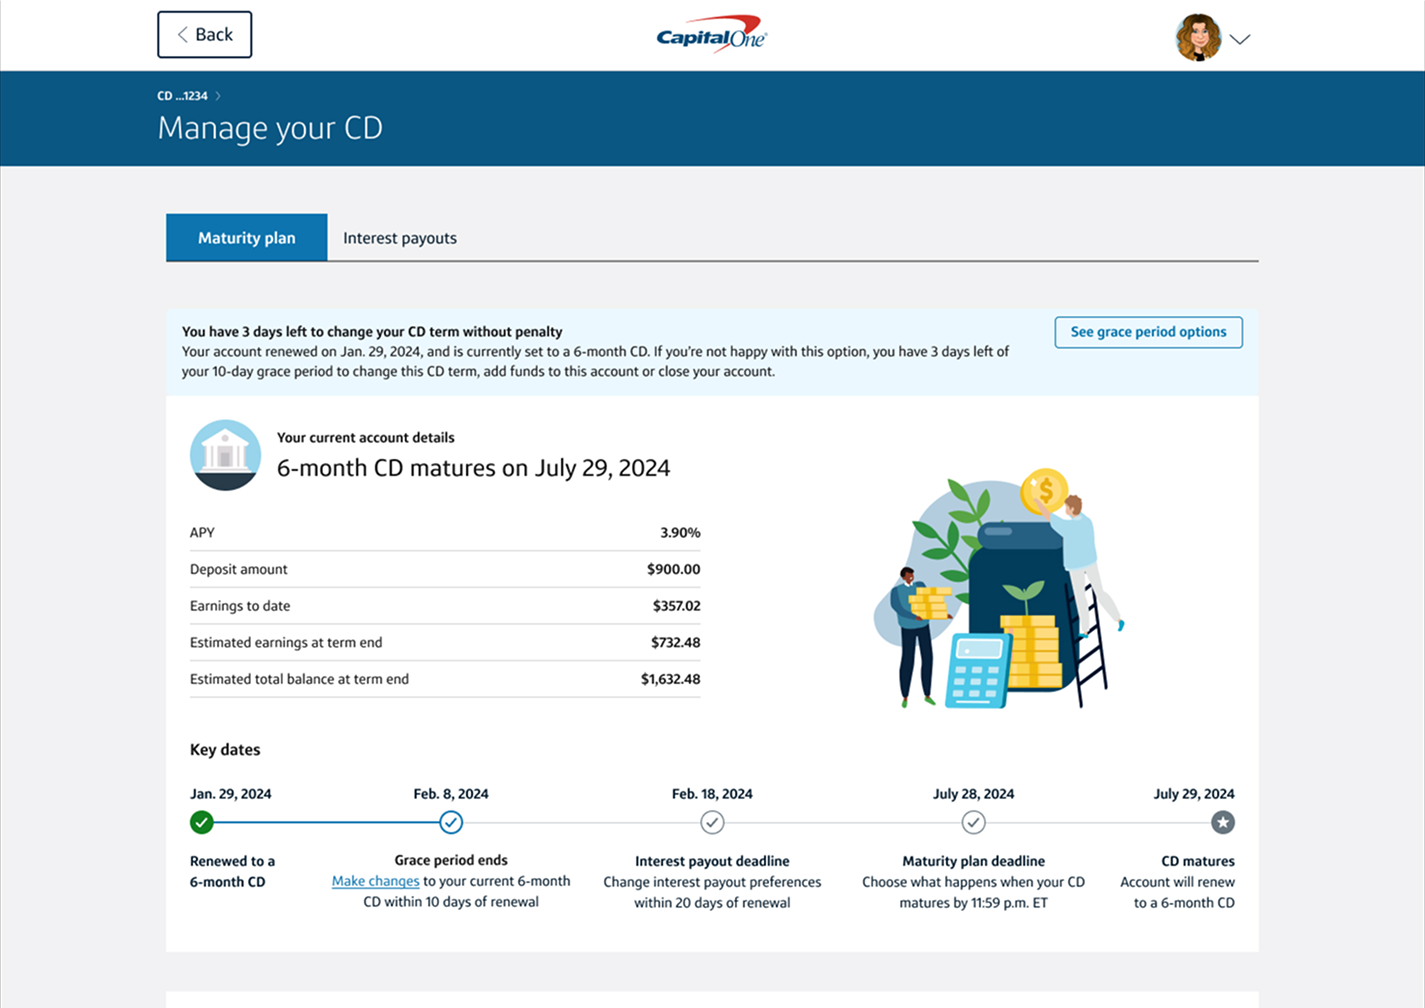 Back
CapitalOne
CD ...1234
Manage your CD
Maturity plan
Interest payouts
You have 3 days left to change your CD term without penalty
Your account renewed on Jan. 29, 2024, and is currently set to a 6-month CD. If you're not happy with this option, you have 3 days left of
your 10-day grace period to change this CD term, add funds to this account or close your account.
See grace period options
Your current account details
6-month CD matures on July 29, 2024
APY 3.90%
Deposit amount $900.00
Earnings to date $357.02
Estimated earnings at term end $732.48
Estimated total balance at term end $1,632.48
$
Key dates
Jan. 29, 2024
Renewed to a
6-month CD
Feb. 8, 2024
Grace period ends
Make changes to your current 6-month
CD within 10 days of renewal
Feb. 18, 2024
Interest payout deadline
Change interest payout preferences
within 20 days of renewal
July 28, 2024
Maturity plan deadline
Choose what happens when your CD
matures by 11:59 p.m. ET
July 29, 2024
CD matures
Account will renew
to a 6-month CD